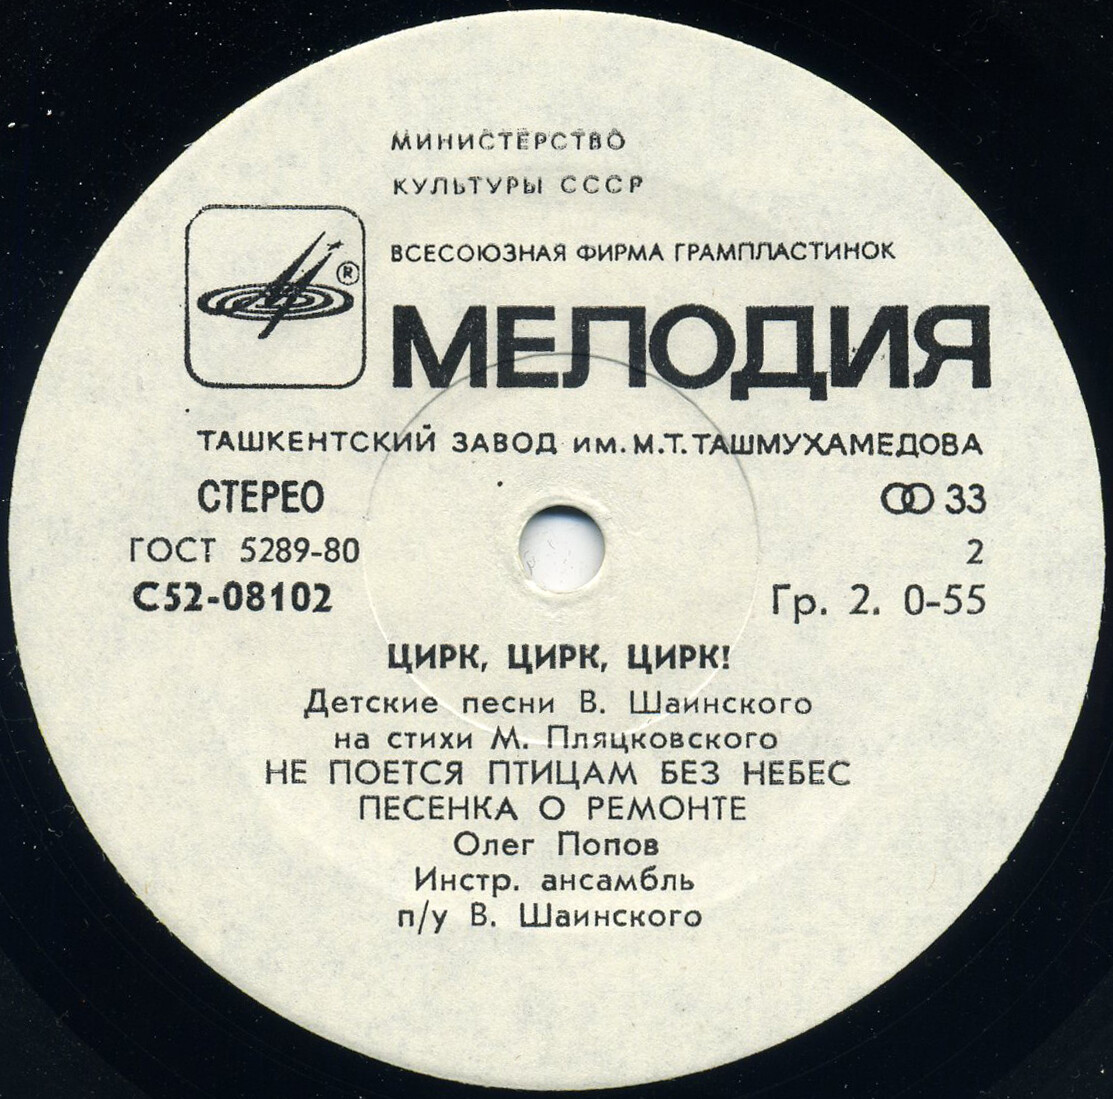 МИНИСТЕРСТВО
КУЛЬТУРЫ СССР
ВСЕСОЮЗНАЯ ФИРМА ГРАМПЛАСТИНОК
®
МЕЛОДИЯ
ТАШКЕНТСКИЙ ЗАВОД им. М.Т. ТАШМУХАМЕДОВА
СТЕРЕО
33
ГОСТ 5289-80
2
С52-08102
Гр. 2. 0-55
ЦИРК, ЦИРК, ЦИРК!
Детские песни В. Шаинского
на стихи М. Пляцковского
НЕ ПОЕТСЯ ПТИЦАМ БЕЗ НЕБЕС
ПЕСЕНКА О РЕМОНТЕ
Олег Попов
Инстр. ансамбль
п/у В. Шаинского